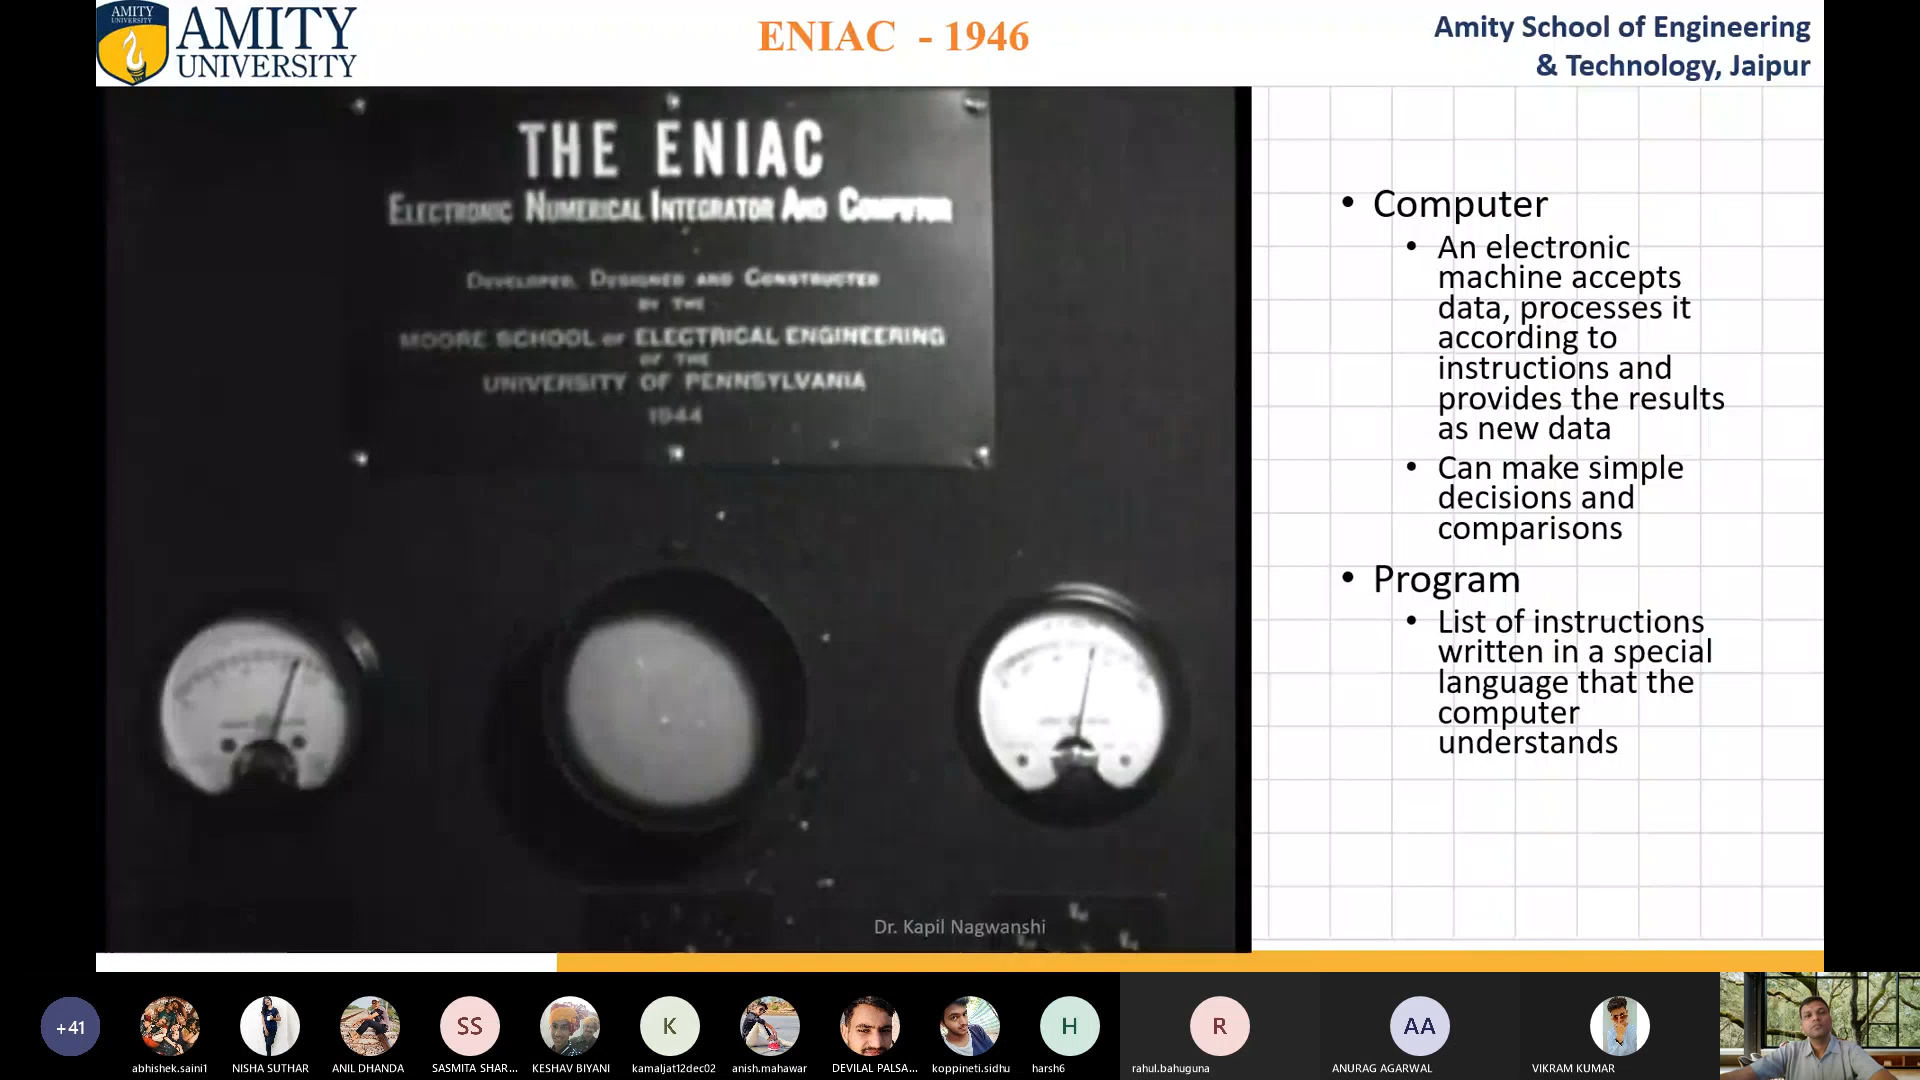 AMITY
UNIVERSITY
AMITY
UNIVERSITY
ENIAC - 1946
Amity School of Engineering
& Technology, Jaipur
THE ENIAC
ELECTRONIC NUMERICAL INTEGRATOR AND COMPUTER
DEVELOPED, DESIGNED AND CONSTRUCTED
BY THE
MOORE SCHOOL OF ELECTRICAL ENGINEERING
OF THE
UNIVERSITY OF PENNSYLVANIA
1944
• Computer
• An electronic
machine accepts
data, processes it
according to
instructions and
provides the results
as new data
• Can make simple
decisions and
comparisons
• Program
• List of instructions
written in a special
language that the
computer
understands
Dr. Kapil Nagwanshi
+41
SS
K
H
R
AA
abhishek.saini1
NISHA SUTHAR
ANIL DHANDA
SASMITA SHAR...
KESHAV BIYANI
kamaljat12dec02
anish.mahawar
DEVILAL PALSA...
koppineti.sidhu
harsh6
rahul.bahuguna
ANURAG AGARWAL
VIKRAM KUMAR